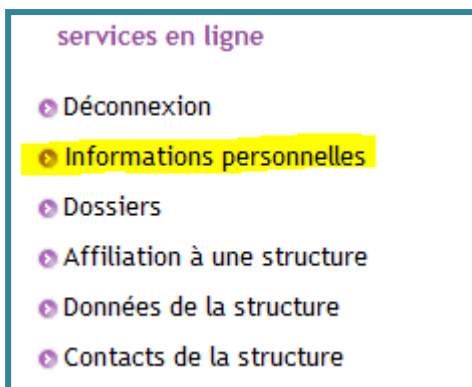 services en ligne
Déconnexion
Informations personnelles
Dossiers
Affiliation à une structure
Données de la structure
Contacts de la structure